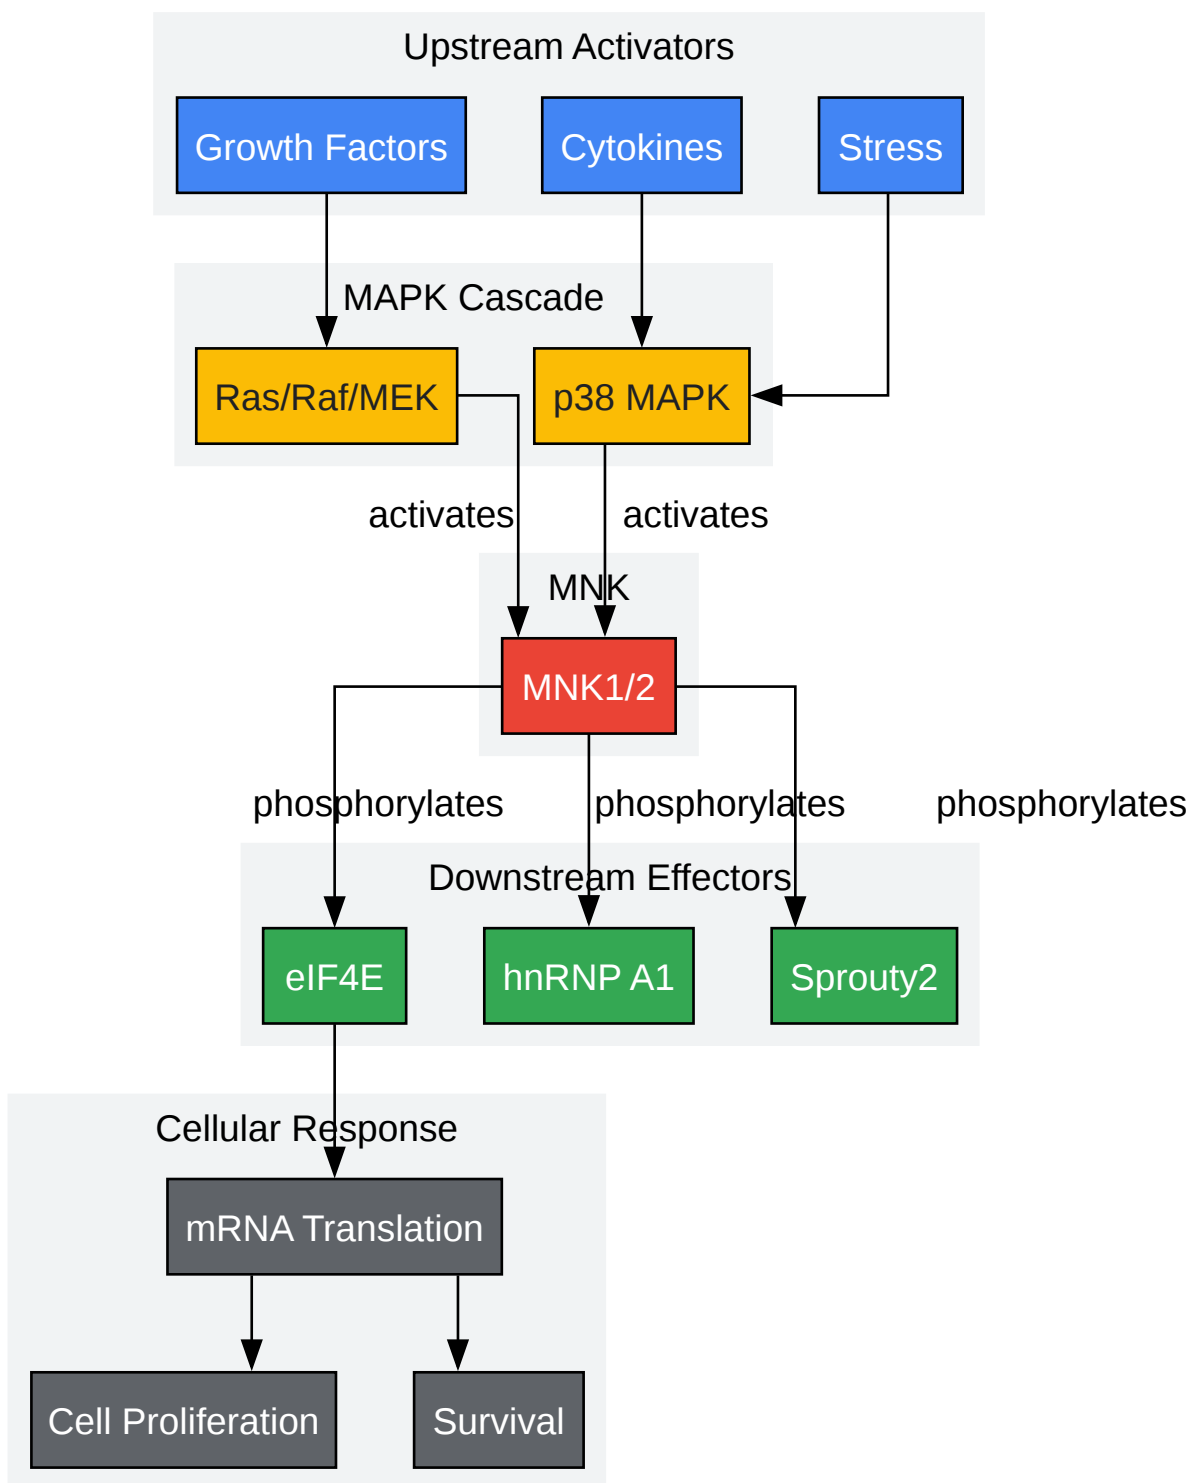 Upstream Activators
Growth Factors
Cytokines
Stress
MAPK Cascade
Ras/Raf/MEK
p38 MAPK
activates
activates
MNK
MNK1/2
phosphorylates
phosphorylates
phosphorylates
Downstream Effectors
eIF4E
hnRNP A1
Sprouty2
Cellular Response
mRNA Translation
Cell Proliferation
Survival